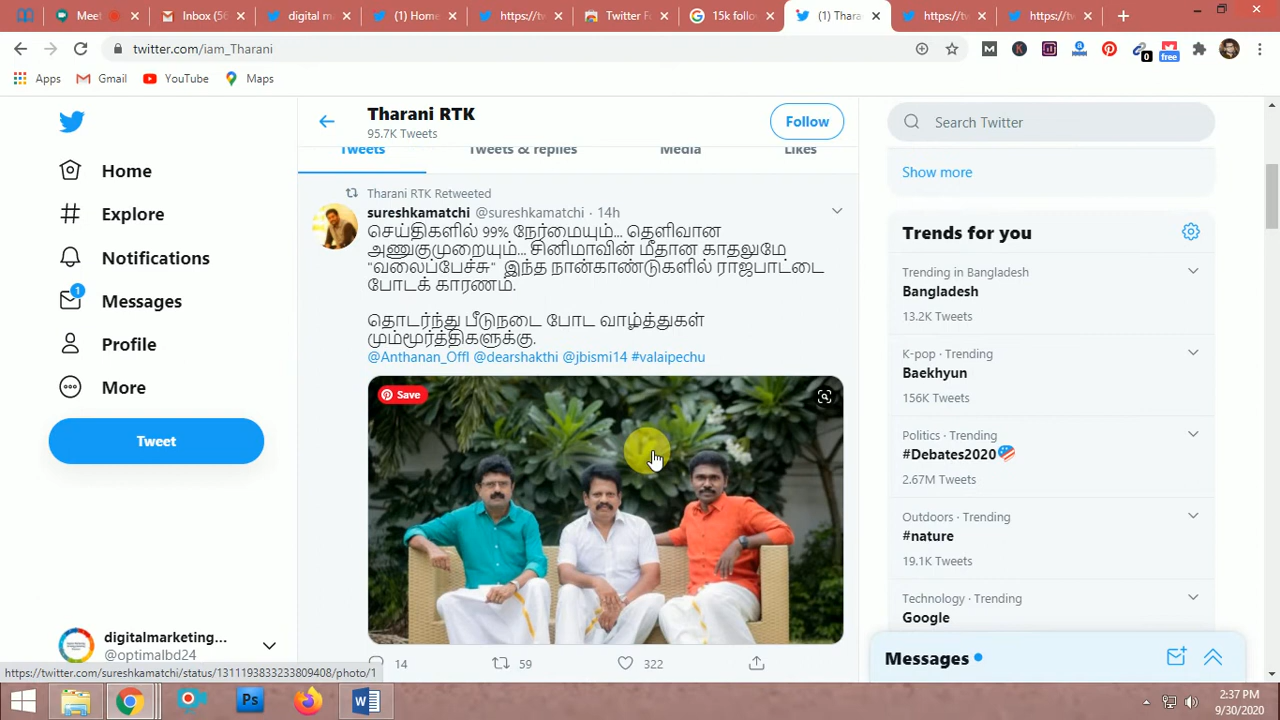 Meet
Inbox (56
digital m
(1) Home
https://tw
Twitter Fo
15k follow
(1) Thara
https://tw
https://tw
twitter.com/iam_Tharani
0
free
Apps
Gmail
YouTube
Maps
Tharani RTK
95.7K Tweets
Follow
Search Twitter
Home
Explore
Notifications
1
Messages
Profile
More
Tweet
digitalmarketing...
@optimalbd24
Tweets
Tweets & replies
Media
Likes
Tharani RTK Retweeted
sureshkamatchi @sureshkamatchi · 14h
செய்திகளில் 99% நேர்மையும்... தெளிவான
அணுகுமுறையும்... சினிமாவின் மீதான காதலுமே
"வலைப்பேச்சு" இந்த நான்காண்டுகளில் ராஜபாட்டை
போடக் காரணம்.
தொடர்ந்து பீடுநடை போட வாழ்த்துகள்
மும்மூர்த்திகளுக்கு.
@Anthanan_Offl @dearshakthi @jbismi14 #valaipechu
Save
14
59
322
Show more
Trends for you
Trending in Bangladesh
Bangladesh
13.2K Tweets
K-pop · Trending
Baekhyun
156K Tweets
Politics · Trending
#Debates2020
2.67M Tweets
Outdoors · Trending
#nature
19.1K Tweets
Technology · Trending
Google
Messages
https://twitter.com/sureshkamatchi/status/1311193833233809408/photo/1
2:37 PM
9/30/2020